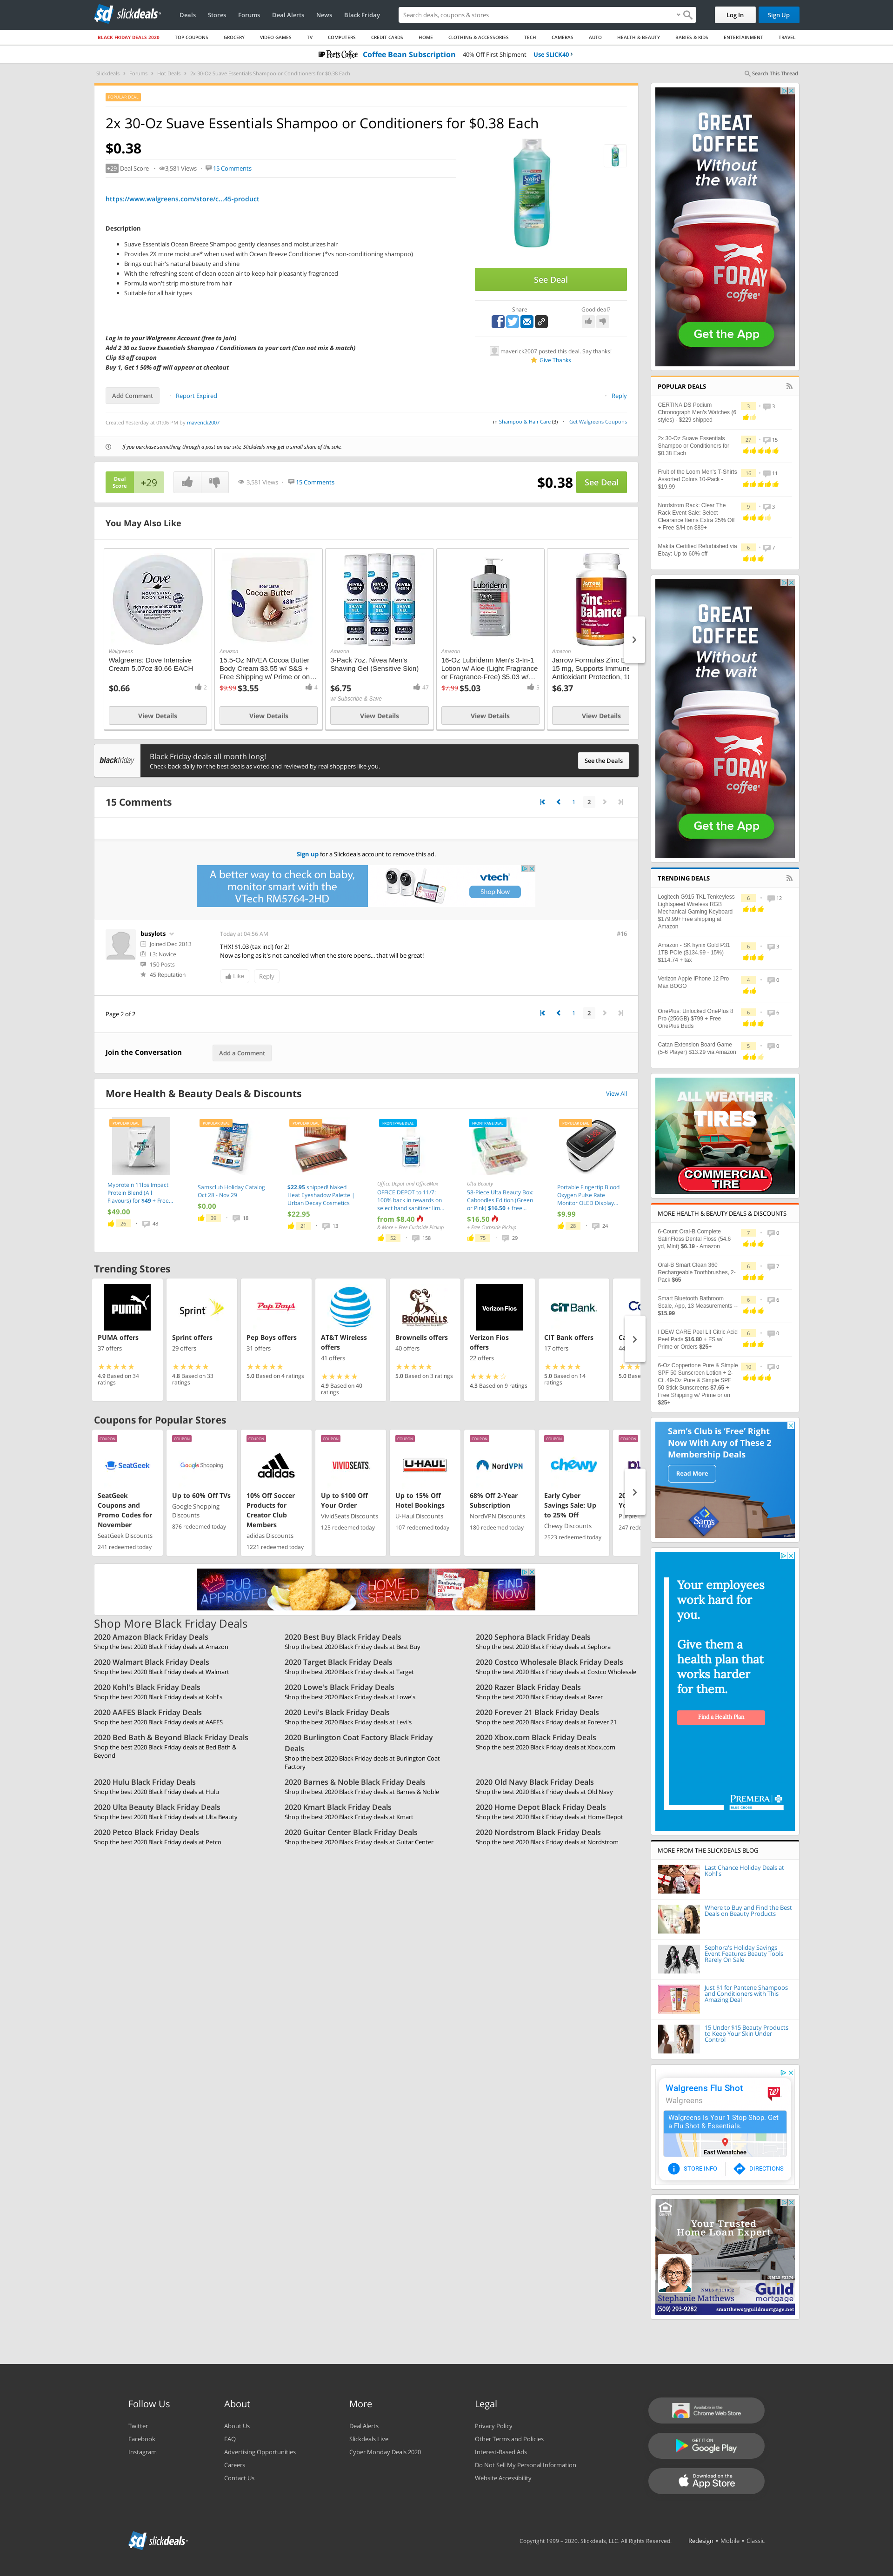 slickdeals
Deals Stores Forums Deal Alerts News Black Friday
Search deals, coupons & stores
Log In Sign Up
BLACK FRIDAY DEALS 2020 TOP COUPONS GROCERY VIDEO GAMES TV COMPUTERS CREDIT CARDS HOME CLOTHING & ACCESSORIES TECH CAMERAS AUTO HEALTH & BEAUTY BABIES & KIDS ENTERTAINMENT TRAVEL
Peet's Coffee Coffee Bean Subscription 40% Off First Shipment Use SLICK40
Slickdeals Forums Hot Deals 2x 30-Oz Suave Essentials Shampoo or Conditioners for $0.38 Each
Search This Thread
POPULAR DEAL
2x 30-Oz Suave Essentials Shampoo or Conditioners for $0.38 Each
$0.38
+29 Deal Score 3,581 Views 15 Comments
https://www.walgreens.com/store/c...45-product
Description
Suave Essentials Ocean Breeze Shampoo gently cleanses and moisturizes hair
Provides 2X more moisture* when used with Ocean Breeze Conditioner (*vs non-conditioning shampoo)
Brings out hair's natural beauty and shine
With the refreshing scent of clean ocean air to keep hair pleasantly fragranced
Formula won't strip moisture from hair
Suitable for all hair types
Log in to your Walgreens Account (free to join)
Add 2 30 oz Suave Essentials Shampoo / Conditioners to your cart (Can not mix & match)
Clip $3 off coupon
Buy 1, Get 1 50% off will appear at checkout
See Deal
Share Good deal?
maverick2007 posted this deal. Say thanks!
Give Thanks
Add Comment Report Expired Reply
Created Yesterday at 01:06 PM by maverick2007
in Shampoo & Hair Care (3) Get Walgreens Coupons
If you purchase something through a post on our site, Slickdeals may get a small share of the sale.
Deal Score +29 3,581 Views 15 Comments $0.38 See Deal
You May Also Like
Walgreens
Walgreens: Dove Intensive Cream 5.07oz $0.66 EACH
$0.66 2
View Details
Amazon
15.5-Oz NIVEA Cocoa Butter Body Cream $3.55 w/ S&S + Free Shipping w/ Prime or on...
$9.99 $3.55 4
View Details
Amazon
3-Pack 7oz. Nivea Men's Shaving Gel (Sensitive Skin)
$6.75 47
w/ Subscribe & Save
View Details
Amazon
16-Oz Lubriderm Men's 3-In-1 Lotion w/ Aloe (Light Fragrance or Fragrance-Free) $5.03 w/...
$7.99 $5.03 5
View Details
Amazon
Jarrow Formulas Zinc
15 mg, Supports Immune
Antioxidant Protection,
$6.37
View Details
blackfriday
Black Friday deals all month long!
Check back daily for the best deals as voted and reviewed by real shoppers like you.
See the Deals
15 Comments 1 2
Sign up for a Slickdeals account to remove this ad.
A better way to check on baby,
monitor smart with the
VTech RM5764-2HD
vtech
Shop Now
busylots
Joined Dec 2013
L3: Novice
150 Posts
45 Reputation
Today at 04:56 AM #16
THX! $1.03 (tax incl) for 2!
Now as long as it's not cancelled when the store opens... that will be great!
Like Reply
Page 2 of 2 1 2
Join the Conversation Add a Comment
More Health & Beauty Deals & Discounts View All
POPULAR DEAL
Myprotein 11lbs Impact Protein Blend (All Flavours) for $49 + Free...
$49.00
26 48
POPULAR DEAL
Samsclub Holiday Catalog Oct 28 - Nov 29
$0.00
39 18
POPULAR DEAL
$22.95 shipped! Naked Heat Eyeshadow Palette | Urban Decay Cosmetics
$22.95
21 13
FRONTPAGE DEAL
Office Depot and OfficeMax
OFFICE DEPOT to 11/7: 100% back in rewards on select hand sanitizer lim...
from $8.40
& More + Free Curbside Pickup
52 158
FRONTPAGE DEAL
Ulta Beauty
58-Piece Ulta Beauty Box: Caboodles Edition (Green or Pink) $16.50 + free...
$16.50
+ Free Curbside Pickup
75 29
POPULAR DEAL
Portable Fingertip Blood Oxygen Pulse Rate Monitor OLED Display...
$9.99
28 24
Trending Stores
PUMA
PUMA offers
37 offers
4.9 Based on 34 ratings
Sprint
Sprint offers
29 offers
4.8 Based on 33 ratings
Pep Boys
Pep Boys offers
31 offers
5.0 Based on 4 ratings
AT&T Wireless offers
41 offers
4.9 Based on 40 ratings
BROWNELLS
Brownells offers
40 offers
5.0 Based on 3 ratings
Verizon Fios
Verizon Fios offers
22 offers
4.3 Based on 9 ratings
CIT BANK
CIT Bank offers
17 offers
5.0 Based on 14 ratings
Coupons for Popular Stores
COUPON
SeatGeek
SeatGeek Coupons and Promo Codes for November
SeatGeek Discounts
241 redeemed today
COUPON
Google Shopping
Up to 60% Off TVs
Google Shopping Discounts
876 redeemed today
COUPON
adidas
10% Off Soccer Products for Creator Club Members
adidas Discounts
1221 redeemed today
COUPON
VIVIDSEATS
Up to $100 Off Your Order
VividSeats Discounts
125 redeemed today
COUPON
U-HAUL
Up to 15% Off Hotel Bookings
U-Haul Discounts
107 redeemed today
COUPON
NordVPN
68% Off 2-Year Subscription
NordVPN Discounts
180 redeemed today
COUPON
chewy
Early Cyber Savings Sale: Up to 25% Off
Chewy Discounts
2523 redeemed today
COUPON
PUB APPROVED HOME SERVED FIND NOW
Shop More Black Friday Deals
2020 Amazon Black Friday Deals
Shop the best 2020 Black Friday deals at Amazon
2020 Best Buy Black Friday Deals
Shop the best 2020 Black Friday deals at Best Buy
2020 Sephora Black Friday Deals
Shop the best 2020 Black Friday deals at Sephora
2020 Walmart Black Friday Deals
Shop the best 2020 Black Friday deals at Walmart
2020 Target Black Friday Deals
Shop the best 2020 Black Friday deals at Target
2020 Costco Wholesale Black Friday Deals
Shop the best 2020 Black Friday deals at Costco Wholesale
2020 Kohl's Black Friday Deals
Shop the best 2020 Black Friday deals at Kohl's
2020 Lowe's Black Friday Deals
Shop the best 2020 Black Friday deals at Lowe's
2020 Razer Black Friday Deals
Shop the best 2020 Black Friday deals at Razer
2020 AAFES Black Friday Deals
Shop the best 2020 Black Friday deals at AAFES
2020 Levi's Black Friday Deals
Shop the best 2020 Black Friday deals at Levi's
2020 Forever 21 Black Friday Deals
Shop the best 2020 Black Friday deals at Forever 21
2020 Bed Bath & Beyond Black Friday Deals
Shop the best 2020 Black Friday deals at Bed Bath & Beyond
2020 Burlington Coat Factory Black Friday Deals
Shop the best 2020 Black Friday deals at Burlington Coat Factory
2020 Xbox.com Black Friday Deals
Shop the best 2020 Black Friday deals at Xbox.com
2020 Hulu Black Friday Deals
Shop the best 2020 Black Friday deals at Hulu
2020 Barnes & Noble Black Friday Deals
Shop the best 2020 Black Friday deals at Barnes & Noble
2020 Old Navy Black Friday Deals
Shop the best 2020 Black Friday deals at Old Navy
2020 Ulta Beauty Black Friday Deals
Shop the best 2020 Black Friday deals at Ulta Beauty
2020 Kmart Black Friday Deals
Shop the best 2020 Black Friday deals at Kmart
2020 Home Depot Black Friday Deals
Shop the best 2020 Black Friday deals at Home Depot
2020 Petco Black Friday Deals
Shop the best 2020 Black Friday deals at Petco
2020 Guitar Center Black Friday Deals
Shop the best 2020 Black Friday deals at Guitar Center
2020 Nordstrom Black Friday Deals
Shop the best 2020 Black Friday deals at Nordstrom
GREAT
COFFEE
Without
the wait
FORAY
coffee
Get the App
POPULAR DEALS
CERTINA DS Podium Chronograph Men's Watches (6 styles) - $229 shipped 3 3
2x 30-Oz Suave Essentials Shampoo or Conditioners for $0.38 Each 27 15
Fruit of the Loom Men's T-Shirts Assorted Colors 10-Pack - $19.99 16 11
Nordstrom Rack: Clear The Rack Event Sale: Select Clearance Items Extra 25% Off + Free S/H on $89+ 9 3
Makita Certified Refurbished via Ebay: Up to 60% off 6 7
GREAT
COFFEE
Without
the wait
FORAY
coffee
Get the App
TRENDING DEALS
Logitech G915 TKL Tenkeyless Lightspeed Wireless RGB Mechanical Gaming Keyboard $179.99+Free shipping at Amazon 6 12
Amazon - SK hynix Gold P31 1TB PCIe ($134.99 - 15%) $114.74 + tax 6 3
Verizon Apple iPhone 12 Pro Max BOGO 4 0
OnePlus: Unlocked OnePlus 8 Pro (256GB) $799 + Free OnePlus Buds 6 6
Catan Extension Board Game (5-6 Player) $13.29 via Amazon 5 0
ALL WEATHER
TIRES
COMMERCIAL
TIRE
MORE HEALTH & BEAUTY DEALS & DISCOUNTS
6-Count Oral-B Complete SatinFloss Dental Floss (54.6 yd, Mint) $6.19 - Amazon 7 0
Oral-B Smart Clean 360 Rechargeable Toothbrushes, 2-Pack $65 6 7
Smart Bluetooth Bathroom Scale, App, 13 Measurements -- $15.99 6 6
I DEW CARE Peel Lit Citric Acid Peel Pads $16.80 + FS w/ Prime or Orders $25+ 6 0
6-Oz Coppertone Pure & Simple SPF 50 Sunscreen Lotion + 2-Ct .49-Oz Pure & Simple SPF 50 Stick Sunscreens $7.65 + Free Shipping w/ Prime or on $25+ 10 0
Sam's Club is 'Free' Right
Now With Any of These 2
Membership Deals
Read More
Sam's
Your employees
work hard for
you.
Give them a
health plan that
works harder
for them.
Find a Health Plan
PREMERA
BLUE CROSS
MORE FROM THE SLICKDEALS BLOG
Last Chance Holiday Deals at Kohl's
Where to Buy and Find the Best Deals on Beauty Products
Sephora's Holiday Savings Event Features Beauty Tools Rarely On Sale
Just $1 for Pantene Shampoos and Conditioners with This Amazing Deal
15 Under $15 Beauty Products to Keep Your Skin Under Control
Walgreens Flu Shot
Walgreens
Walgreens Is Your 1 Stop Shop. Get a Flu Shot & Essentials.
East Wenatchee
STORE INFO DIRECTIONS
Your Trusted
Home Loan Expert
Stephanie Matthews
Guild
mortgage
(509) 293-9282 smatthews@guildmortgage.net
Follow Us
Twitter
Facebook
Instagram
About
About Us
FAQ
Advertising Opportunities
Careers
Contact Us
More
Deal Alerts
Slickdeals Live
Cyber Monday Deals 2020
Legal
Privacy Policy
Other Terms and Policies
Interest-Based Ads
Do Not Sell My Personal Information
Website Accessibility
Available in the
Chrome Web Store
GET IT ON
Google Play
Download on the
App Store
slickdeals
Copyright 1999 - 2020. Slickdeals, LLC. All Rights Reserved. Redesign • Mobile • Classic